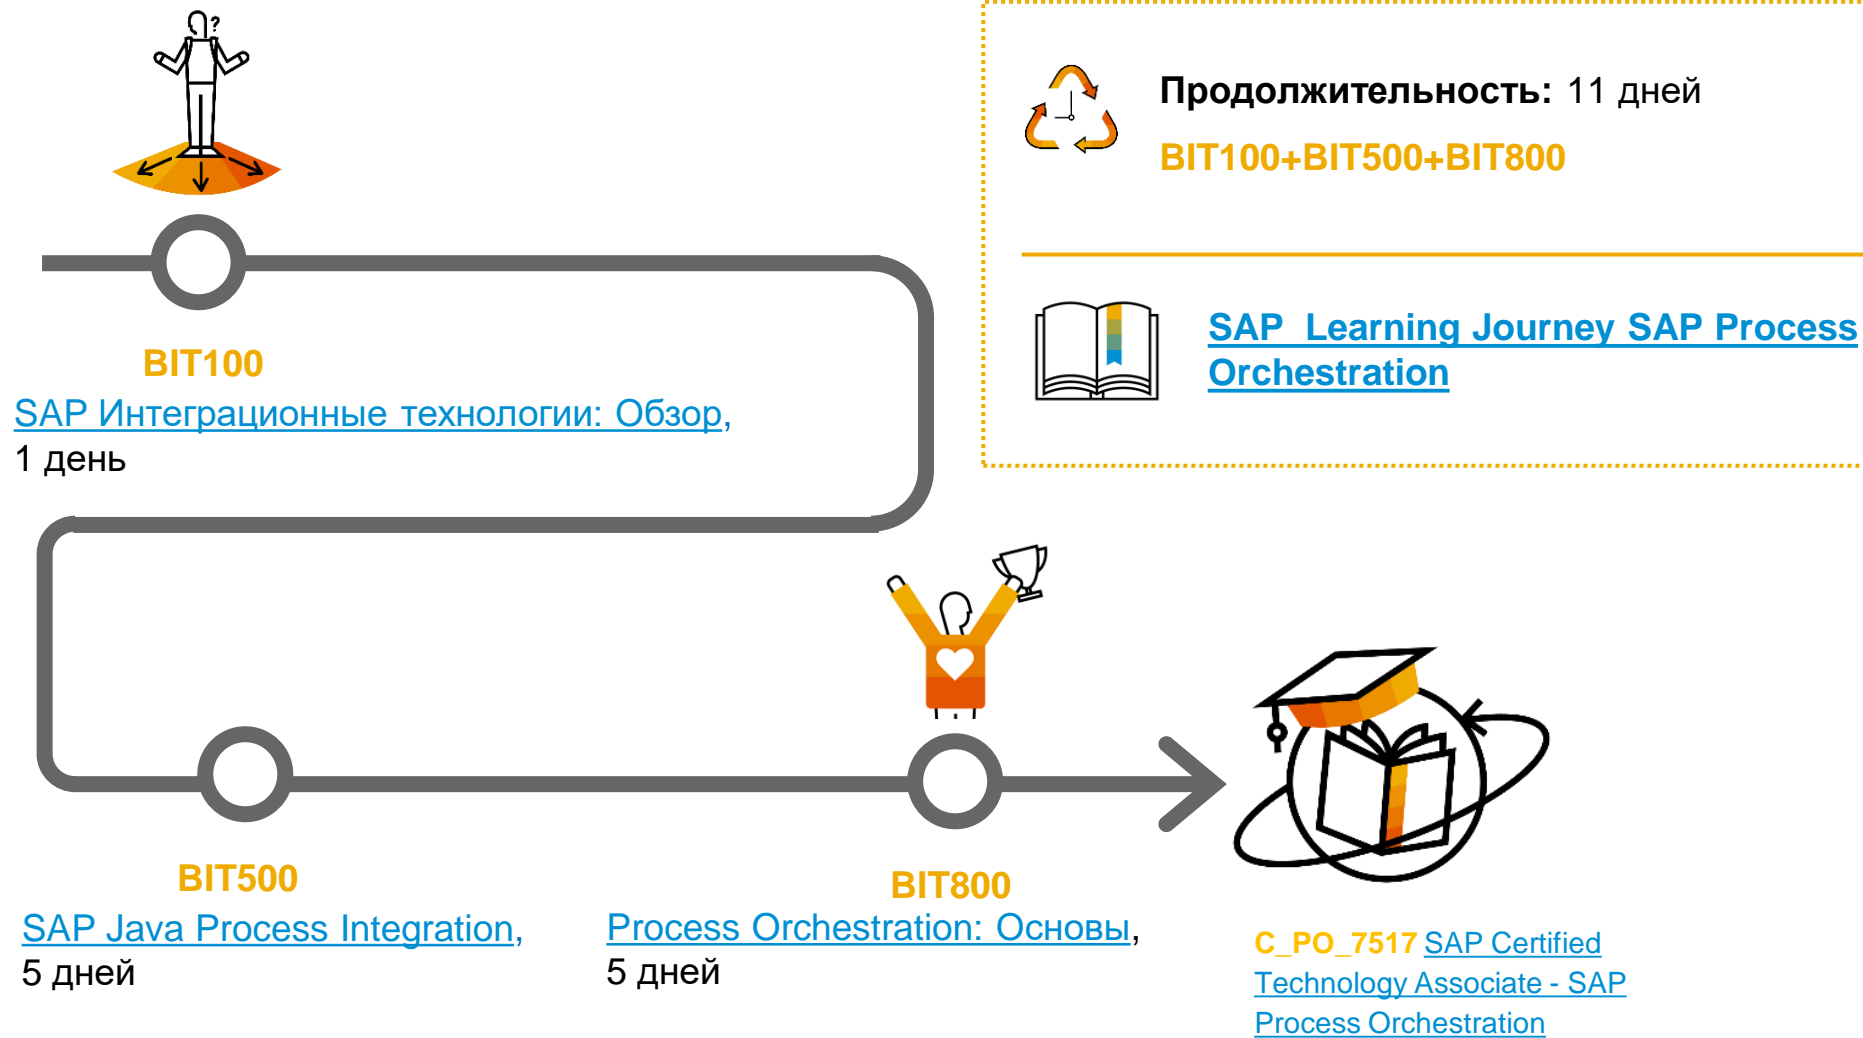 ?
Продолжительность: 11 дней
BIT100+BIT500+BIT800
SAP Learning Journey SAP Process
Orchestration
BIT100
SAP Интеграционные технологии: Обзор,
1 день
BIT500
SAP Java Process Integration,
5 дней
BIT800
Process Orchestration: Основы,
5 дней
C_PO_7517 SAP Certified
Technology Associate - SAP
Process Orchestration